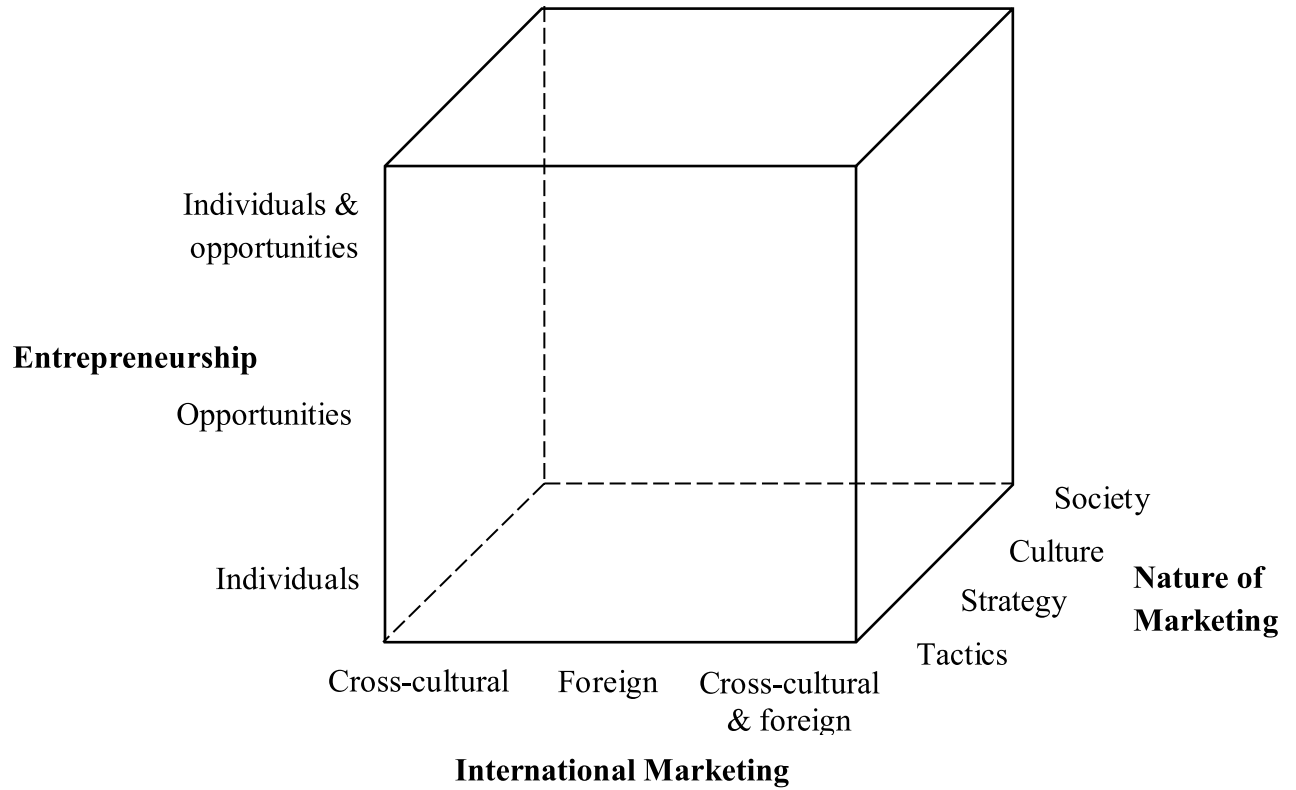 Individuals &
opportunities
Entrepreneurship
Opportunities
Individuals
Society
Culture
Strategy
Tactics
Nature of
Marketing
Cross-cultural
Foreign
Cross-cultural
& foreign
International Marketing